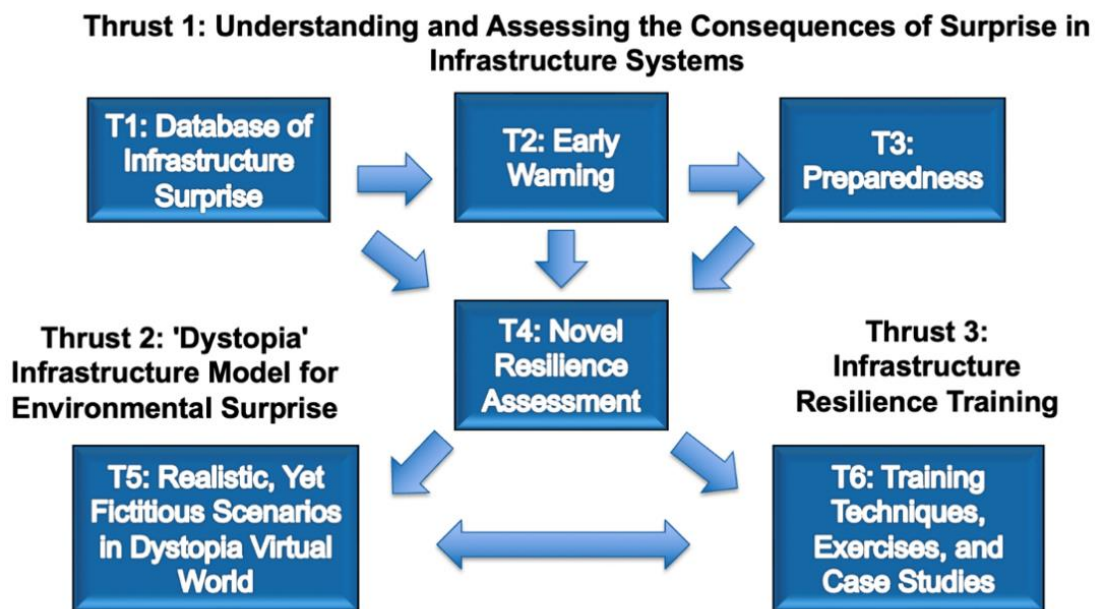 Thrust 1: Understanding and Assessing the Consequences of Surprise in
Infrastructure Systems
T1: Database of
Infrastructure
Surprise
T2: Early
Warning
T3:
Preparedness
Thrust 2: 'Dystopia'
Infrastructure Model for
Environmental Surprise
T4: Novel
Resilience
Assessment
Thrust 3:
Infrastructure
Resilience Training
T5: Realistic, Yet
Fictitious Scenarios
in Dystopia Virtual
World
T6: Training
Techniques,
Exercises, and
Case Studies